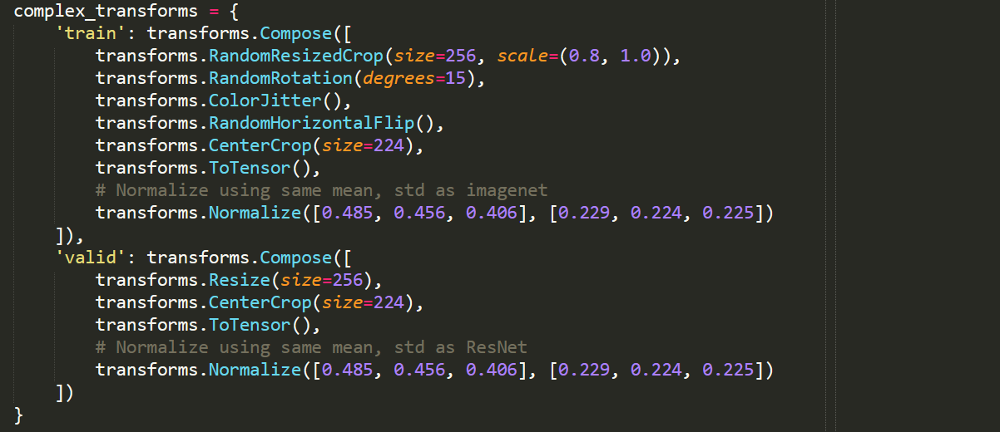 complex_transforms = {
    'train': transforms.Compose([
        transforms.RandomResizedCrop(size=256, scale=(0.8, 1.0)),
        transforms.RandomRotation(degrees=15),
        transforms.ColorJitter(),
        transforms.RandomHorizontalFlip(),
        transforms.CenterCrop(size=224),
        transforms.ToTensor(),
        # Normalize using same mean, std as imagenet
        transforms.Normalize([0.485, 0.456, 0.406], [0.229, 0.224, 0.225])
    ]),
    'valid': transforms.Compose([
        transforms.Resize(size=256),
        transforms.CenterCrop(size=224),
        transforms.ToTensor(),
        # Normalize using same mean, std as ResNet
        transforms.Normalize([0.485, 0.456, 0.406], [0.229, 0.224, 0.225])
    ])
}